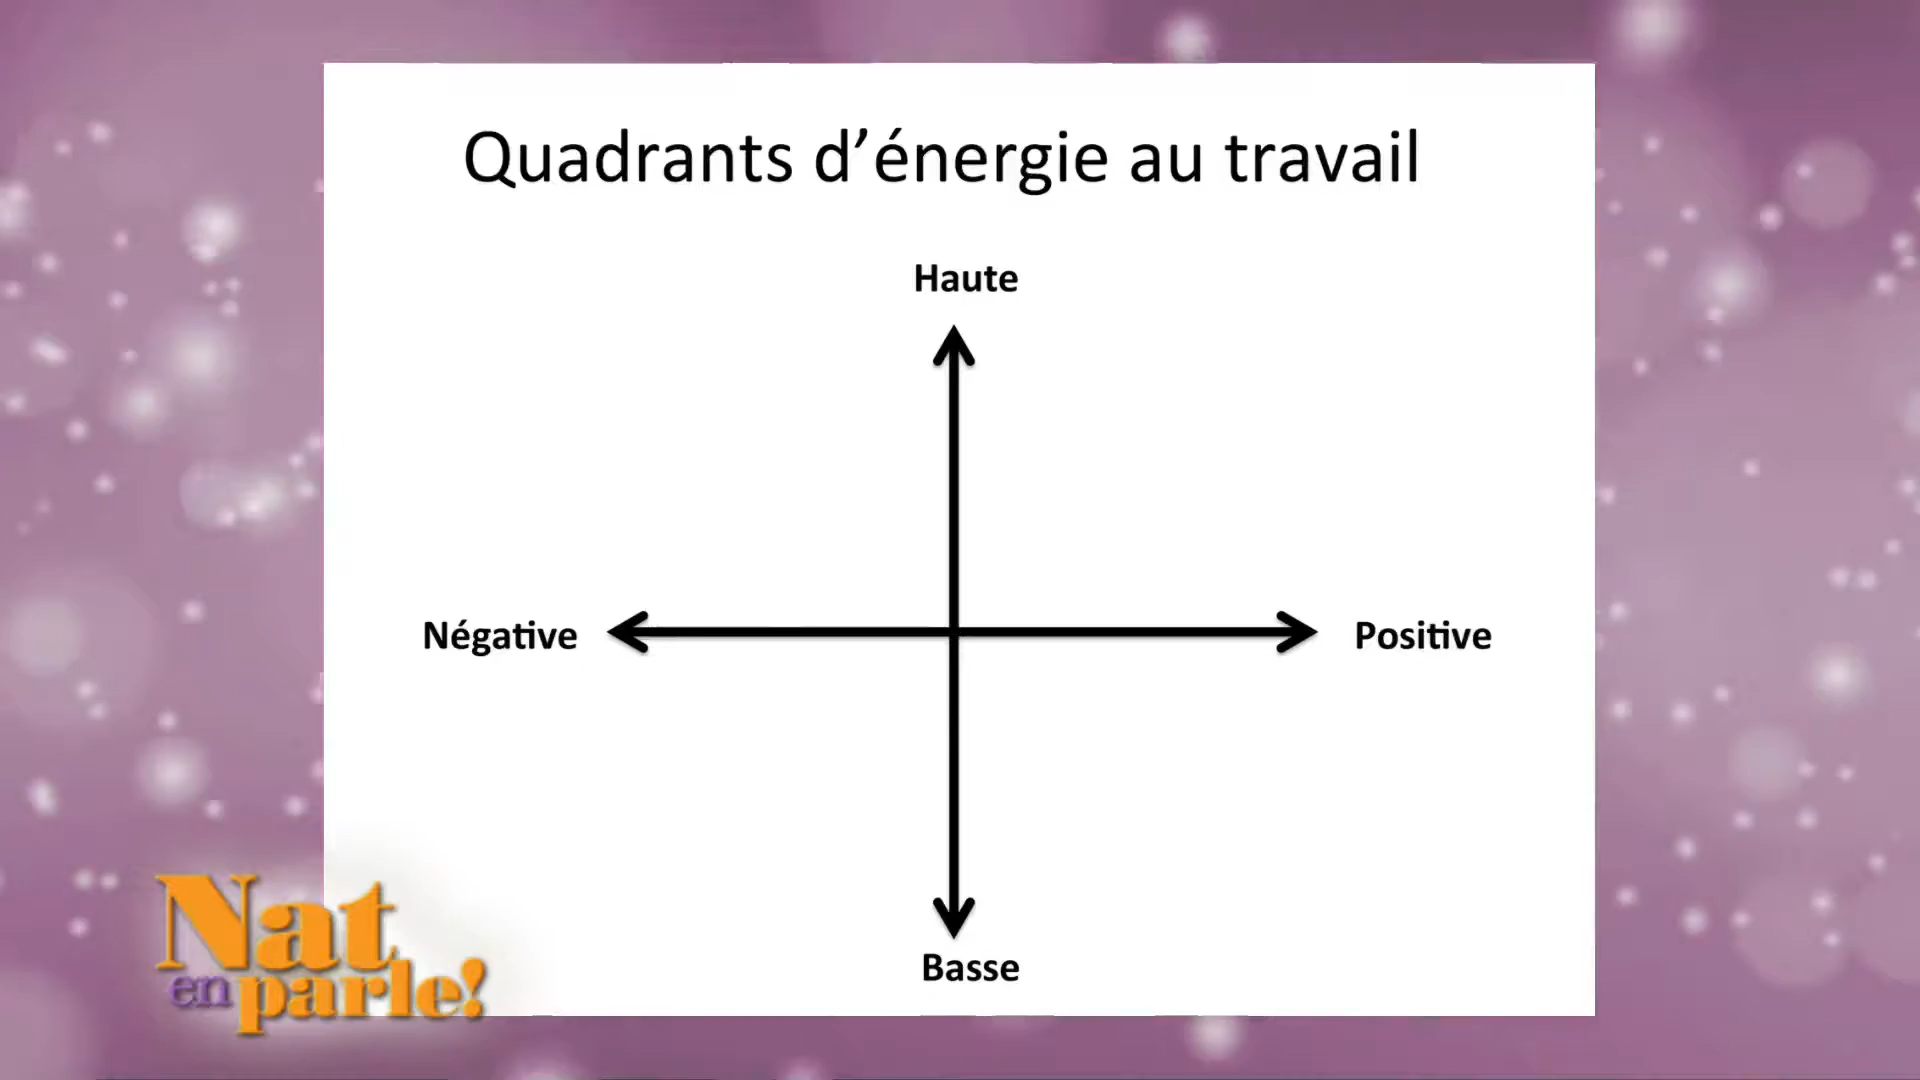 Quadrants d’énergie au travail
Haute
Négative
Positive
Basse
Nat
en parle!